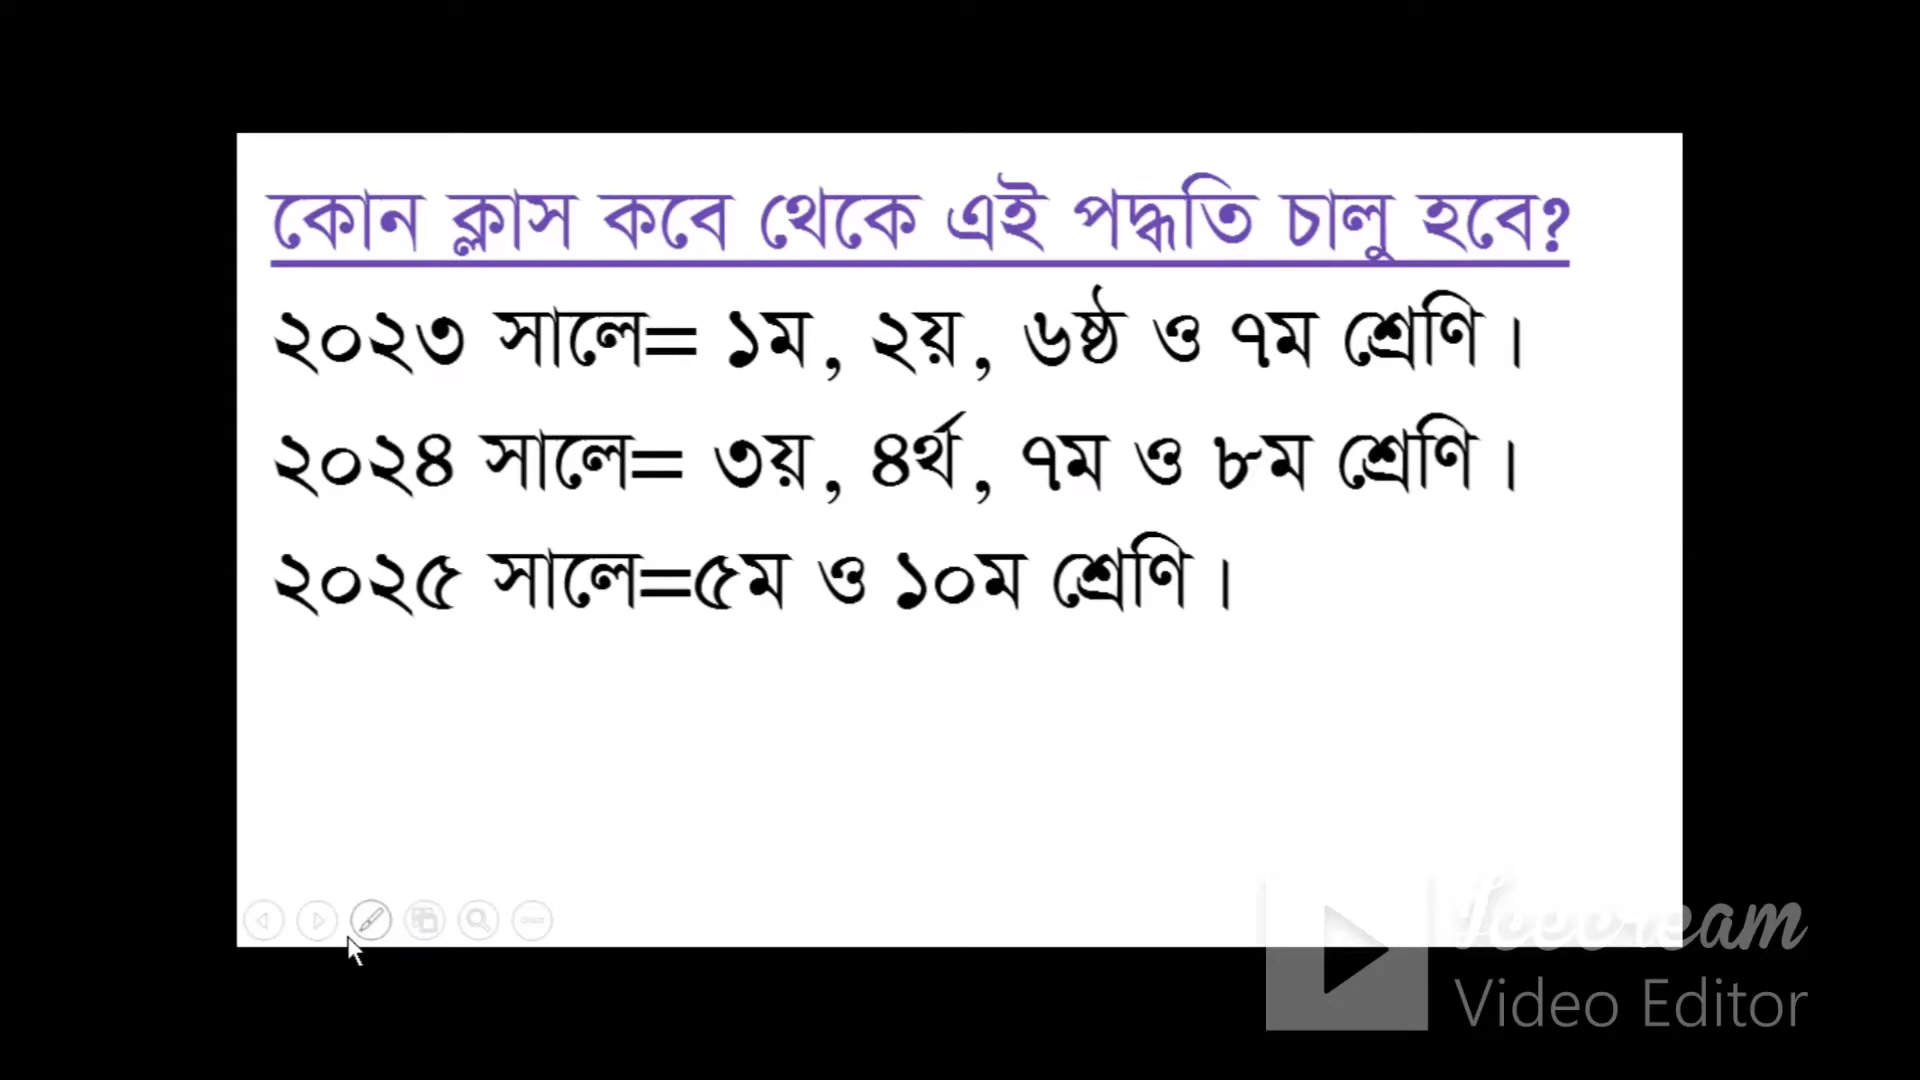 কোন ক্লাস কবে থেকে এই পদ্ধতি চালু হবে?
২০২৩ সালে= ১ম, ২য়, ৬ষ্ঠ ও ৭ম শ্রেণি।
২০২৪ সালে= ৩য়, ৪র্থ, ৭ম ও ৮ম শ্রেণি।
২০২৫ সালে=৫ম ও ১০ম শ্রেণি।
Icecream
Video Editor